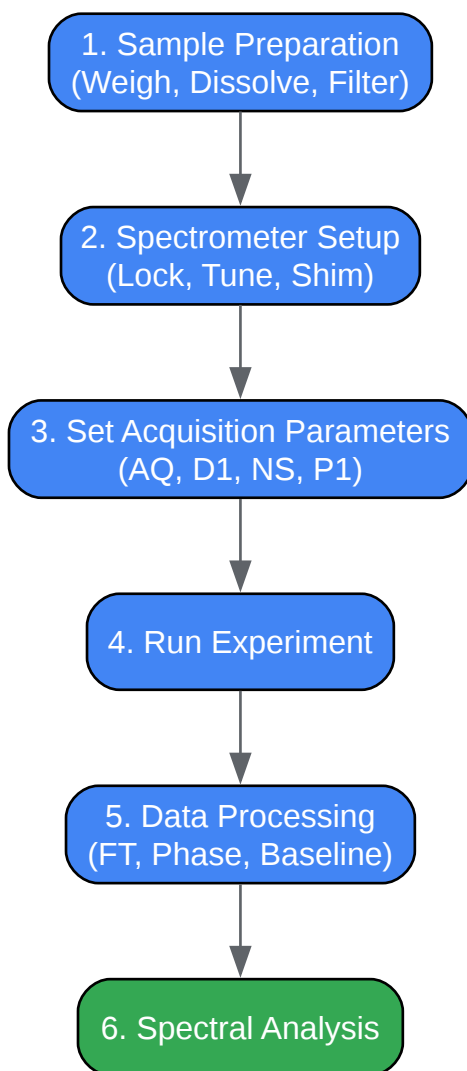 1. Sample Preparation
(Weigh, Dissolve, Filter)
2. Spectrometer Setup
(Lock, Tune, Shim)
3. Set Acquisition Parameters
(AQ, D1, NS, P1)
4. Run Experiment
5. Data Processing
(FT, Phase, Baseline)
6. Spectral Analysis